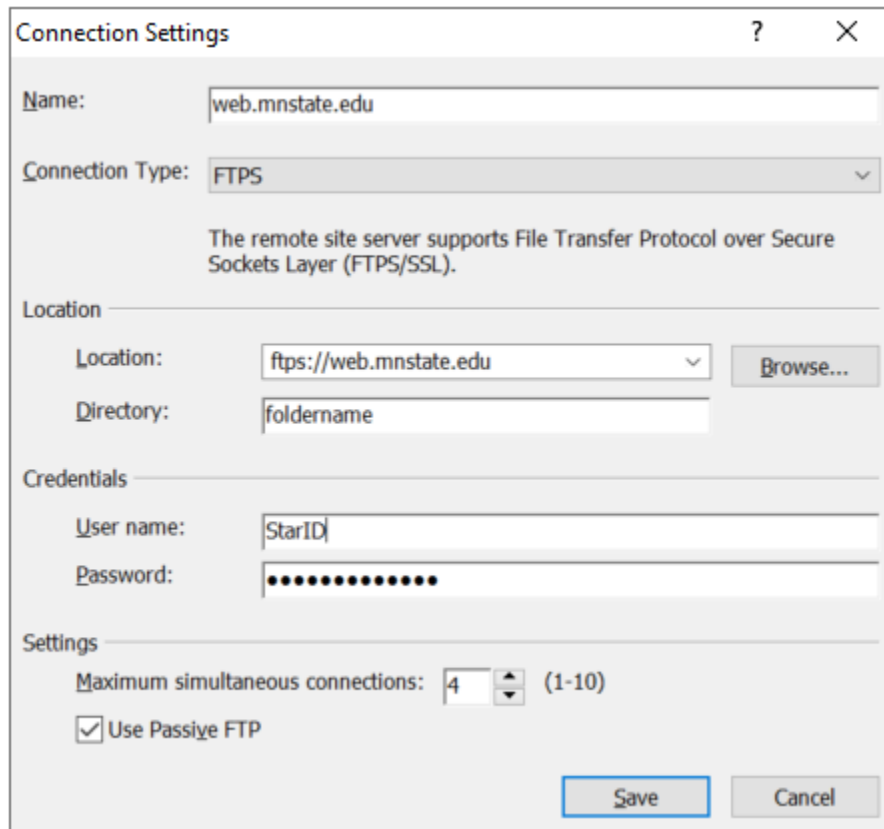 Connection Settings ?
Name: web.mnstate.edu
Connection Type: FTPS
The remote site server supports File Transfer Protocol over Secure
Sockets Layer (FTPS/SSL).
Location
Location: ftps://web.mnstate.edu Browse...
Directory: foldername
Credentials
User name: StarID
Password: •••••••••••••
Settings
Maximum simultaneous connections: 4 (1-10)
Use Passive FTP
Save Cancel